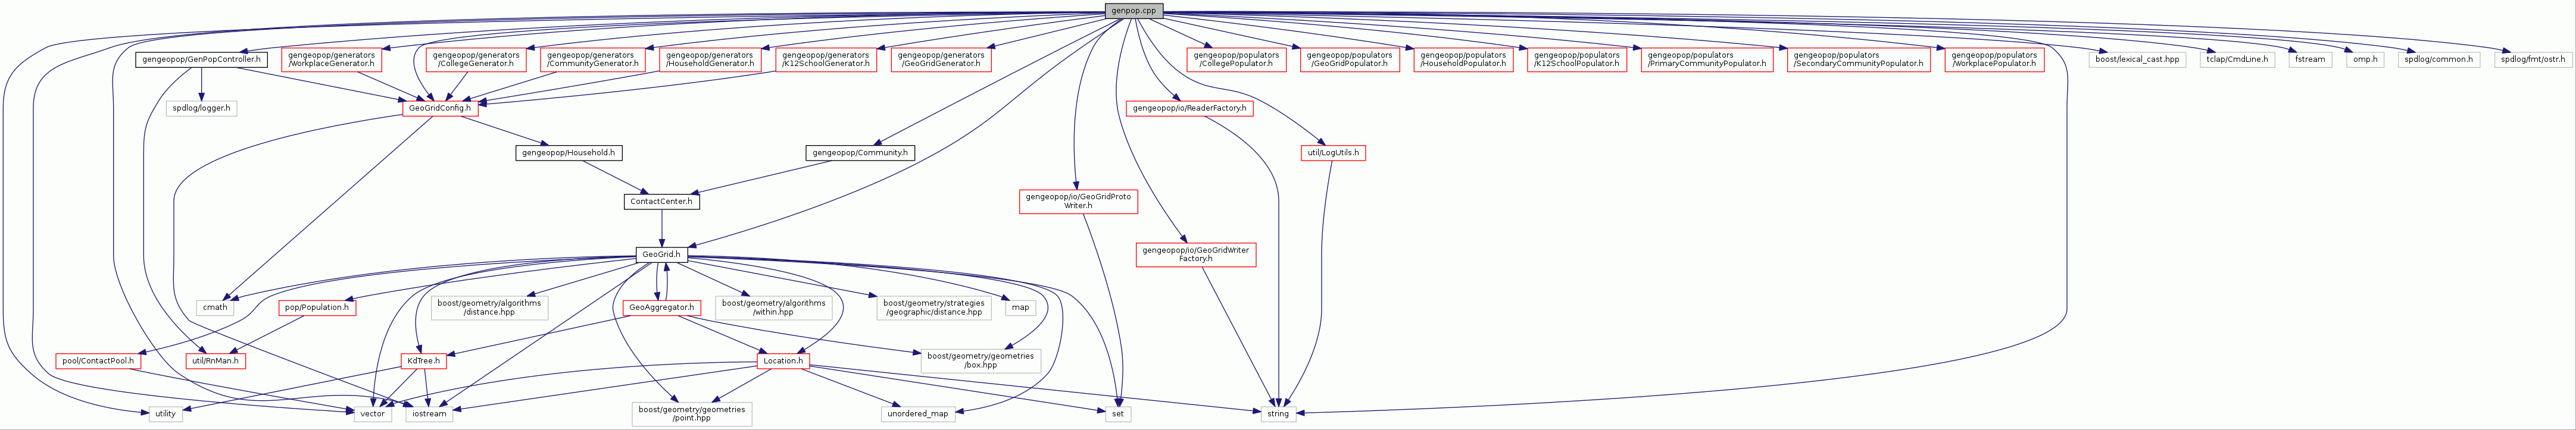 genpop.cpp
gengeopop/GenPopController.h
gengeopop/generators
/WorkplaceGenerator.h
gengeopop/generators
/CollegeGenerator.h
gengeopop/generators
/CommunityGenerator.h
gengeopop/generators
/HouseholdGenerator.h
gengeopop/generators
/K12SchoolGenerator.h
gengeopop/generators
/GeoGridGenerator.h
gengeopop/populators
/CollegePopulator.h
gengeopop/populators
/GeoGridPopulator.h
gengeopop/populators
/HouseholdPopulator.h
gengeopop/populators
/K12SchoolPopulator.h
gengeopop/populators
/PrimaryCommunityPopulator.h
gengeopop/populators
/SecondaryCommunityPopulator.h
gengeopop/populators
/WorkplacePopulator.h
boost/lexical_cast.hpp
tclap/CmdLine.h
fstream
omp.h
spdlog/common.h
spdlog/fmt/ostr.h
spdlog/logger.h
GeoGridConfig.h
gengeopop/io/ReaderFactory.h
gengeopop/Household.h
gengeopop/Community.h
util/LogUtils.h
ContactCenter.h
gengeopop/io/GeoGridProto
Writer.h
GeoGrid.h
gengeopop/io/GeoGridWriter
Factory.h
cmath
pop/Population.h
boost/geometry/algorithms
/distance.hpp
GeoAggregator.h
boost/geometry/algorithms
/within.hpp
boost/geometry/strategies
/geographic/distance.hpp
map
pool/ContactPool.h
util/RnMan.h
KdTree.h
Location.h
boost/geometry/geometries
/box.hpp
utility
vector
iostream
boost/geometry/geometries
/point.hpp
unordered_map
set
string